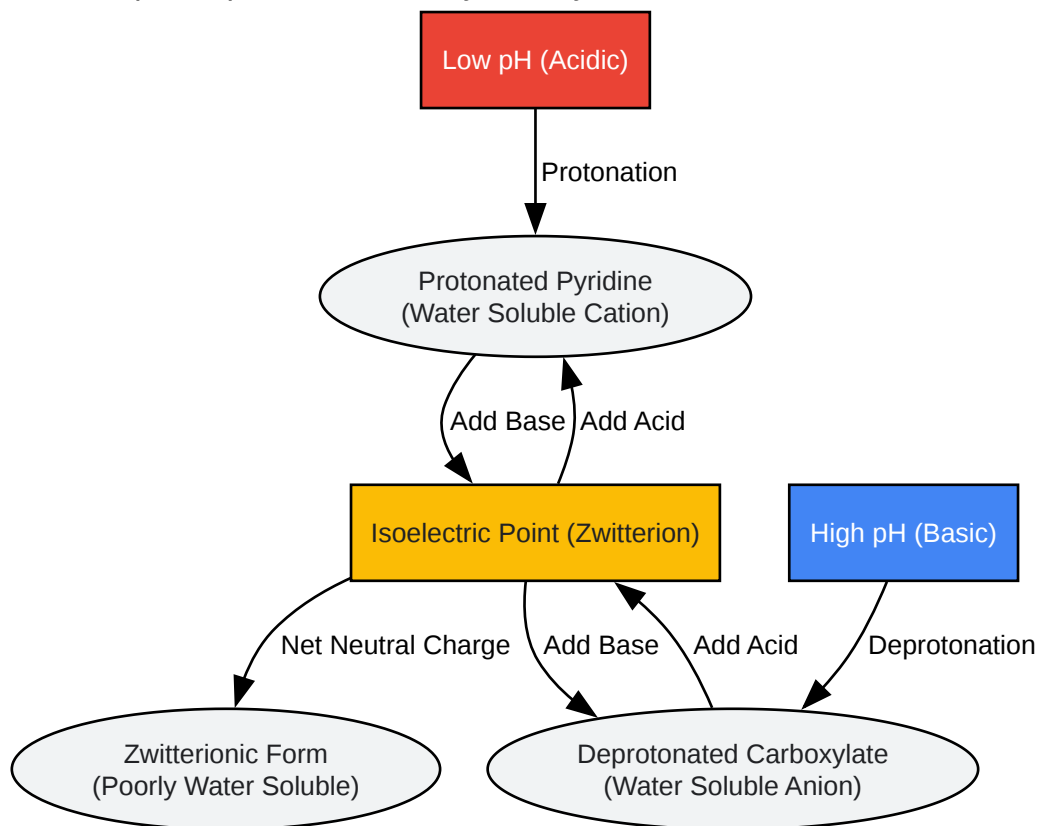 Low pH (Acidic)
Protonation
Protonated Pyridine
(Water Soluble Cation)
Add Base
Add Acid
Isoelectric Point (Zwitterion)
High pH (Basic)
Net Neutral Charge
Add Base
Add Acid
Deprotonation
Zwitterionic Form
(Poorly Water Soluble)
Deprotonated Carboxylate
(Water Soluble Anion)